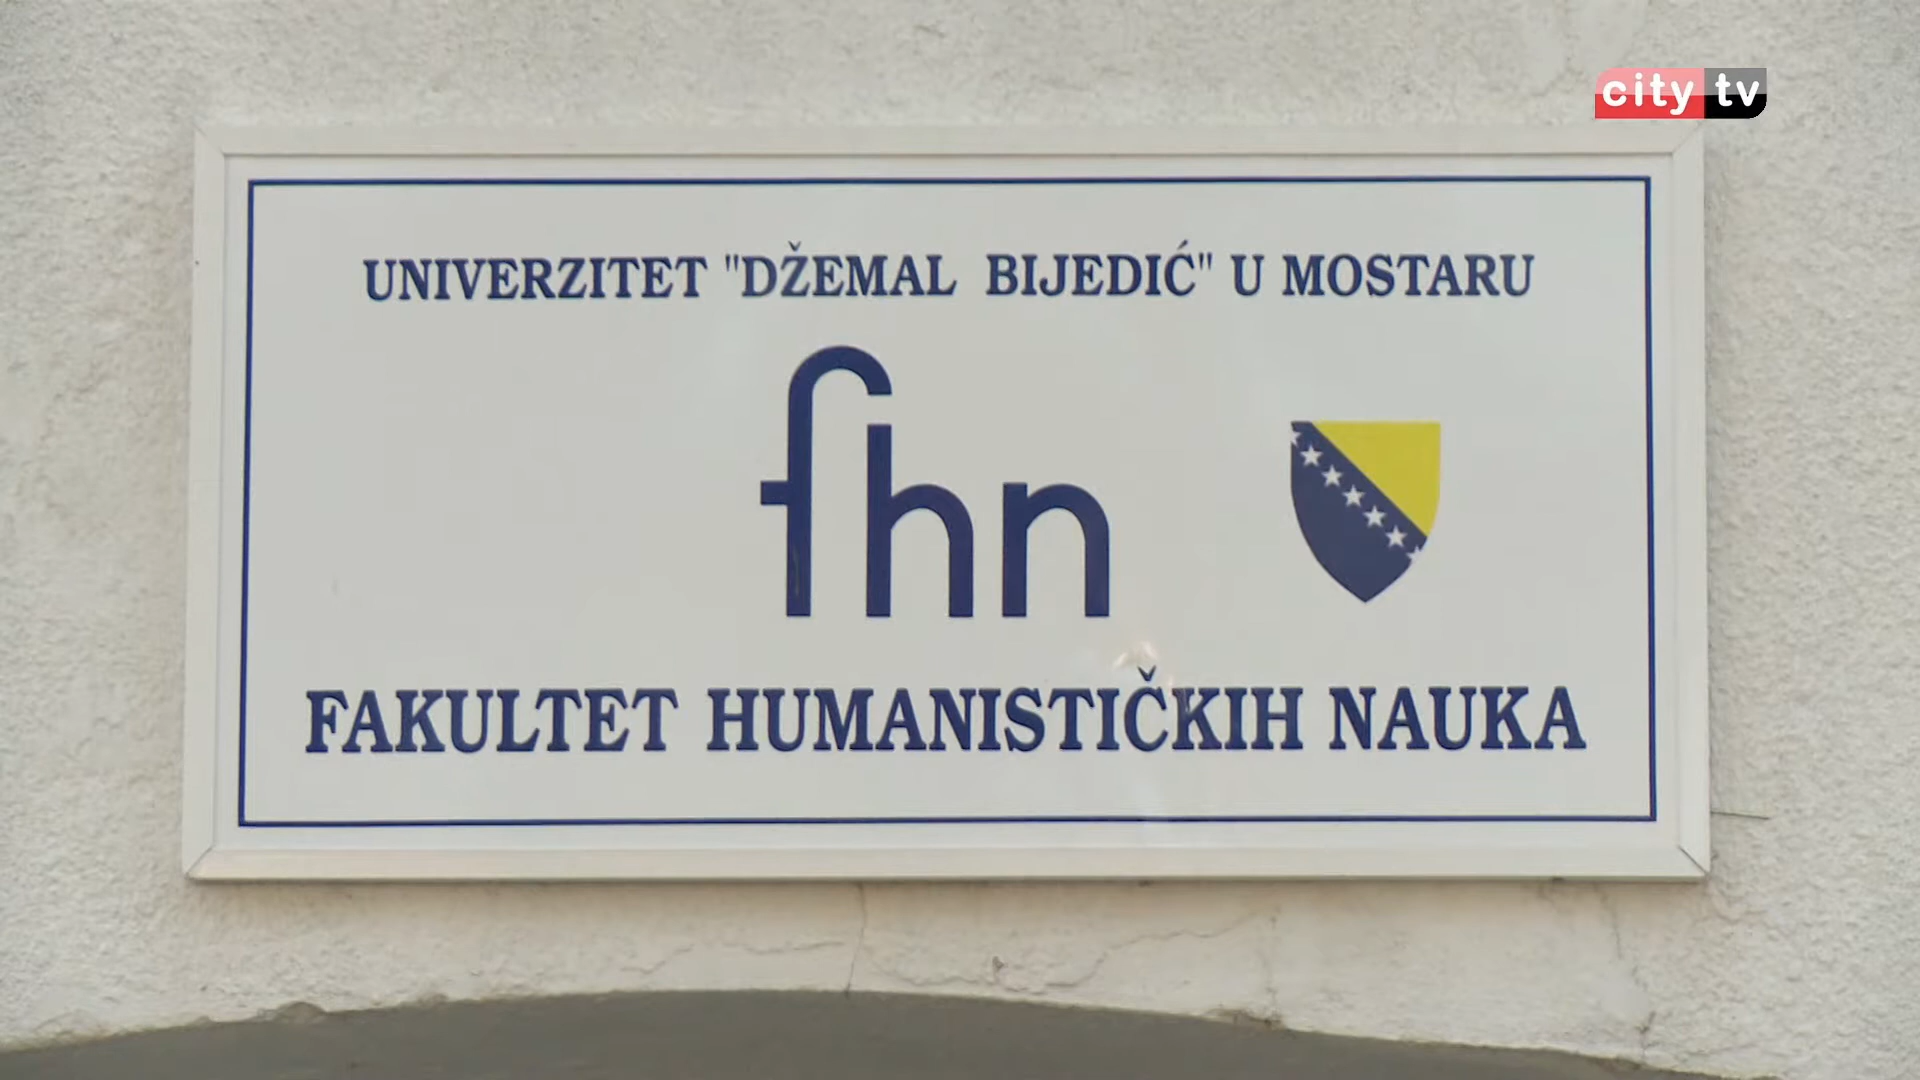 city tv
UNIVERZITET "DŽEMAL BIJEDIĆ" U MOSTARU
fhn
FAKULTET HUMANISTIČKIH NAUKA